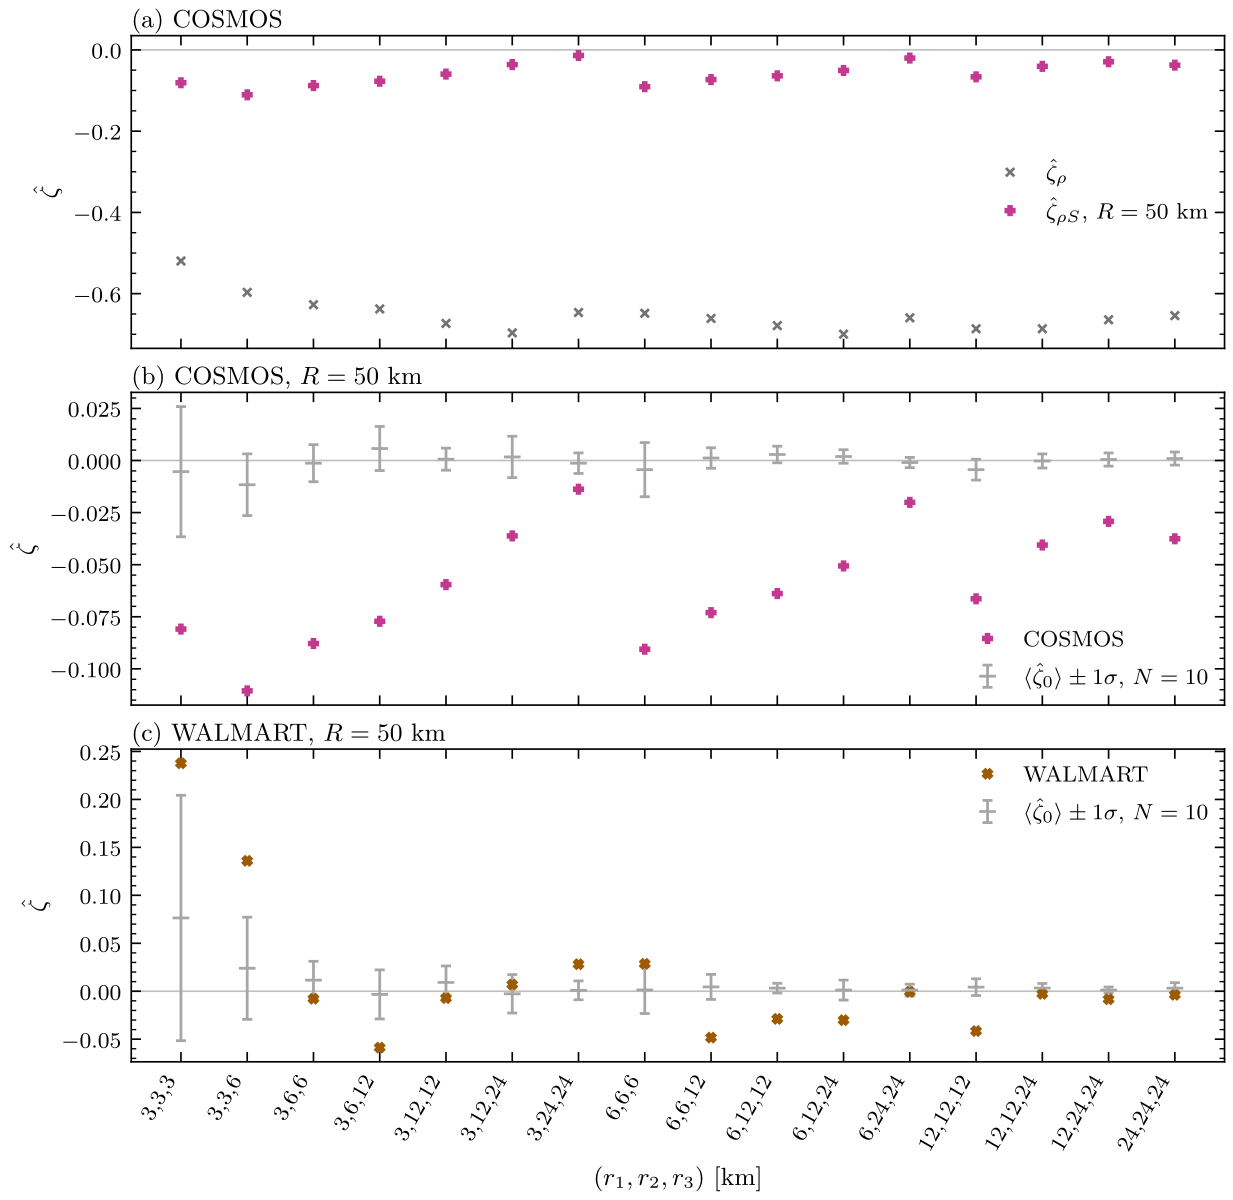 (a) COSMOS
0.0
−0.2
−0.4
−0.6
ζ̂
ζ̂ρ
ζ̂ρS, R = 50 km
(b) COSMOS, R = 50 km
0.025
0.000
−0.025
−0.050
−0.075
−0.100
ζ̂
COSMOS
⟨ζ̂0⟩ ± 1σ, N = 10
(c) WALMART, R = 50 km
0.25
0.20
0.15
0.10
0.05
0.00
−0.05
ζ̂
WALMART
⟨ζ̂0⟩ ± 1σ, N = 10
3,3,3
3,3,6
3,6,6
3,6,12
3,12,12
3,12,24
3,24,24
6,6,6
6,6,12
6,12,12
6,12,24
6,24,24
12,12,12
12,12,24
12,24,24
24,24,24
(r1, r2, r3) [km]